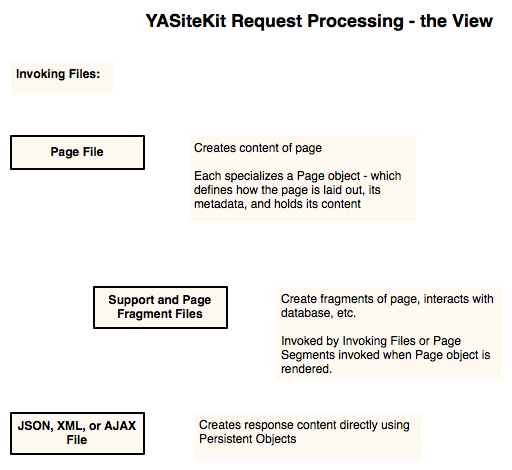 YASiteKit Request Processing - the View
Invoking Files:
Page File
Creates content of page
Each specializes a Page object - which
defines how the page is laid out, its
metadata, and holds its content
Support and Page
Fragment Files
Create fragments of page, interacts with
database, etc.
Invoked by Invoking Files or Page
Segments invoked when Page object is
rendered.
JSON, XML, or AJAX
File
Creates response content directly using
Persistent Objects